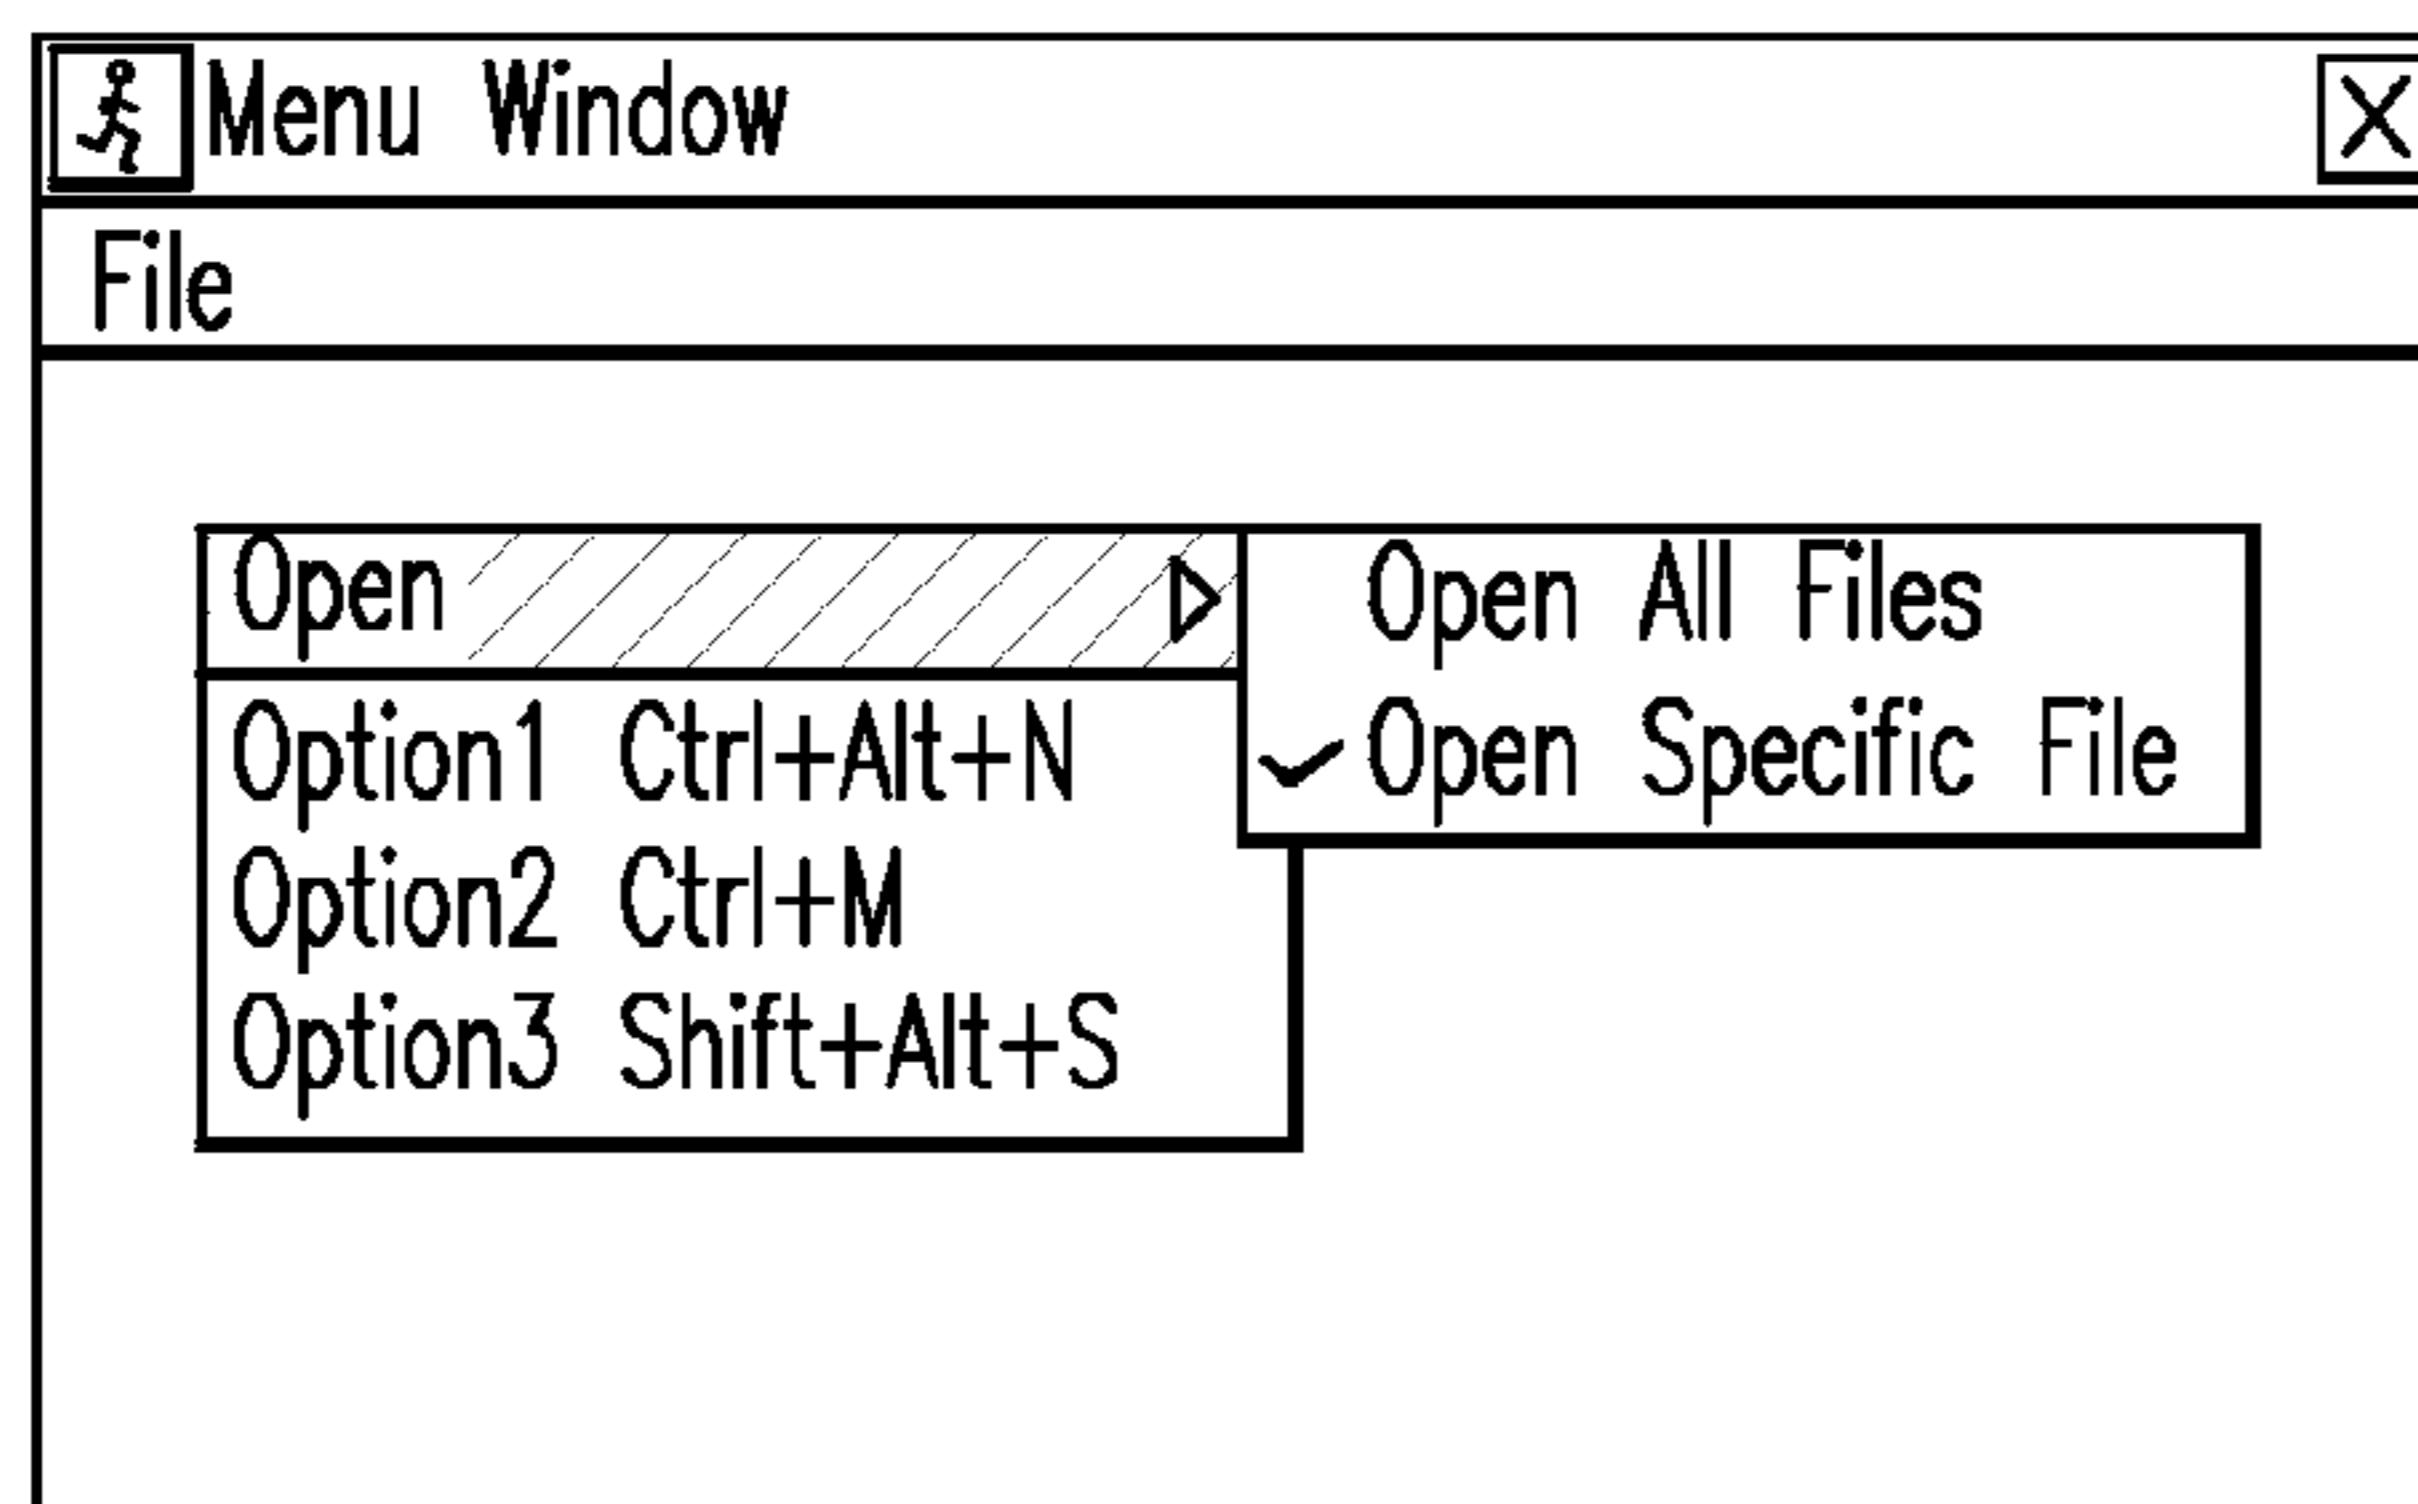 Menu Window
File
Open
Open All Files
Option1 Ctrl+Alt+N
Open Specific File
Option2 Ctrl+M
Option3 Shift+Alt+S